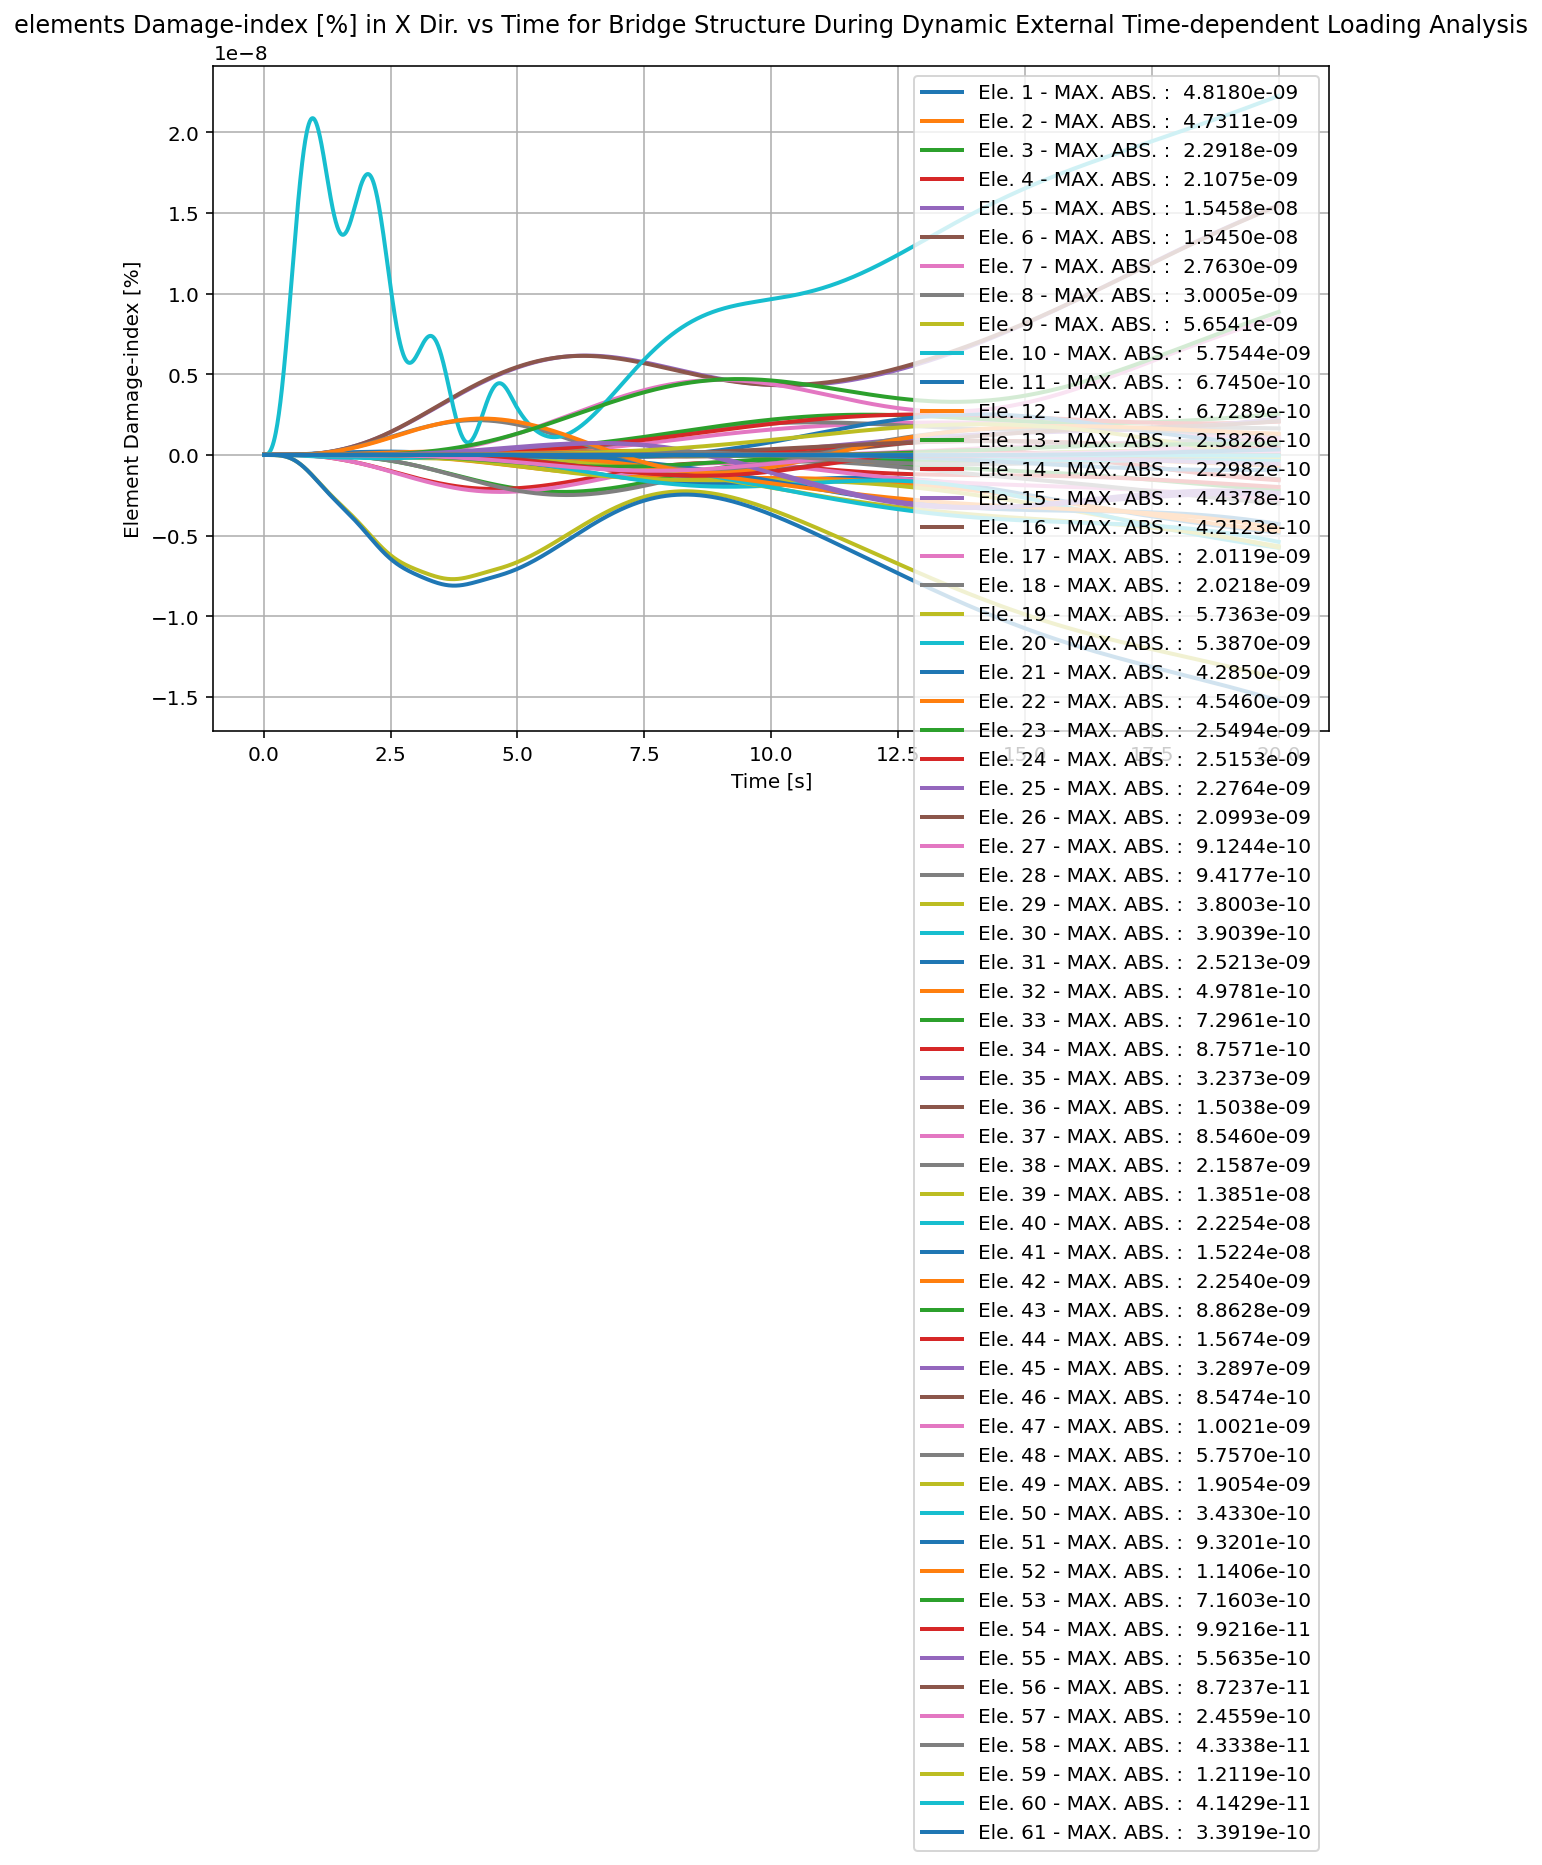 elements Damage-index [%] in X Dir. vs Time for Bridge Structure During Dynamic External Time-dependent Loading Analysis
1e−8
2.0
1.5
1.0
0.5
0.0
−0.5
−1.0
−1.5
Element Damage-index [%]
0.0 2.5 5.0 7.5 10.0 12.5 15.0 17.5 20.0
Time [s]
Ele. 1 - MAX. ABS. : 4.8180e-09
Ele. 2 - MAX. ABS. : 4.7311e-09
Ele. 3 - MAX. ABS. : 2.2918e-09
Ele. 4 - MAX. ABS. : 2.1075e-09
Ele. 5 - MAX. ABS. : 1.5458e-08
Ele. 6 - MAX. ABS. : 1.5450e-08
Ele. 7 - MAX. ABS. : 2.7630e-09
Ele. 8 - MAX. ABS. : 3.0005e-09
Ele. 9 - MAX. ABS. : 5.6541e-09
Ele. 10 - MAX. ABS. : 5.7544e-09
Ele. 11 - MAX. ABS. : 6.7450e-10
Ele. 12 - MAX. ABS. : 6.7289e-10
Ele. 13 - MAX. ABS. : 2.5826e-10
Ele. 14 - MAX. ABS. : 2.2982e-10
Ele. 15 - MAX. ABS. : 4.4378e-10
Ele. 16 - MAX. ABS. : 4.2123e-10
Ele. 17 - MAX. ABS. : 2.0119e-09
Ele. 18 - MAX. ABS. : 2.0218e-09
Ele. 19 - MAX. ABS. : 5.7363e-09
Ele. 20 - MAX. ABS. : 5.3870e-09
Ele. 21 - MAX. ABS. : 4.2850e-09
Ele. 22 - MAX. ABS. : 4.5460e-09
Ele. 23 - MAX. ABS. : 2.5494e-09
Ele. 24 - MAX. ABS. : 2.5153e-09
Ele. 25 - MAX. ABS. : 2.2764e-09
Ele. 26 - MAX. ABS. : 2.0993e-09
Ele. 27 - MAX. ABS. : 9.1244e-10
Ele. 28 - MAX. ABS. : 9.4177e-10
Ele. 29 - MAX. ABS. : 3.8003e-10
Ele. 30 - MAX. ABS. : 3.9039e-10
Ele. 31 - MAX. ABS. : 2.5213e-09
Ele. 32 - MAX. ABS. : 4.9781e-10
Ele. 33 - MAX. ABS. : 7.2961e-10
Ele. 34 - MAX. ABS. : 8.7571e-10
Ele. 35 - MAX. ABS. : 3.2373e-09
Ele. 36 - MAX. ABS. : 1.5038e-09
Ele. 37 - MAX. ABS. : 8.5460e-09
Ele. 38 - MAX. ABS. : 2.1587e-09
Ele. 39 - MAX. ABS. : 1.3851e-08
Ele. 40 - MAX. ABS. : 2.2254e-08
Ele. 41 - MAX. ABS. : 1.5224e-08
Ele. 42 - MAX. ABS. : 2.2540e-09
Ele. 43 - MAX. ABS. : 8.8628e-09
Ele. 44 - MAX. ABS. : 1.5674e-09
Ele. 45 - MAX. ABS. : 3.2897e-09
Ele. 46 - MAX. ABS. : 8.5474e-10
Ele. 47 - MAX. ABS. : 1.0021e-09
Ele. 48 - MAX. ABS. : 5.7570e-10
Ele. 49 - MAX. ABS. : 1.9054e-09
Ele. 50 - MAX. ABS. : 3.4330e-10
Ele. 51 - MAX. ABS. : 9.3201e-10
Ele. 52 - MAX. ABS. : 1.1406e-10
Ele. 53 - MAX. ABS. : 7.1603e-10
Ele. 54 - MAX. ABS. : 9.9216e-11
Ele. 55 - MAX. ABS. : 5.5635e-10
Ele. 56 - MAX. ABS. : 8.7237e-11
Ele. 57 - MAX. ABS. : 2.4559e-10
Ele. 58 - MAX. ABS. : 4.3338e-11
Ele. 59 - MAX. ABS. : 1.2119e-10
Ele. 60 - MAX. ABS. : 4.1429e-11
Ele. 61 - MAX. ABS. : 3.3919e-10